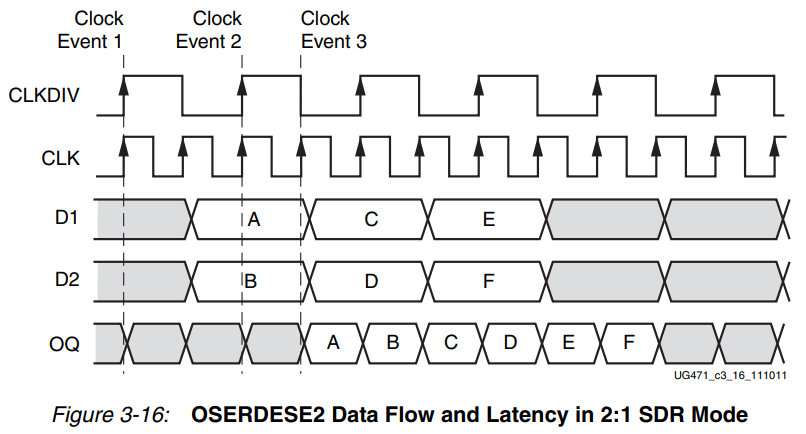 Clock Event 1
Clock Event 2
Clock Event 3
CLKDIV
CLK
D1
A C E
D2
B D F
OQ
A B C D E F
UG471_c3_16_111011
Figure 3-16: OSERDESE2 Data Flow and Latency in 2:1 SDR Mode